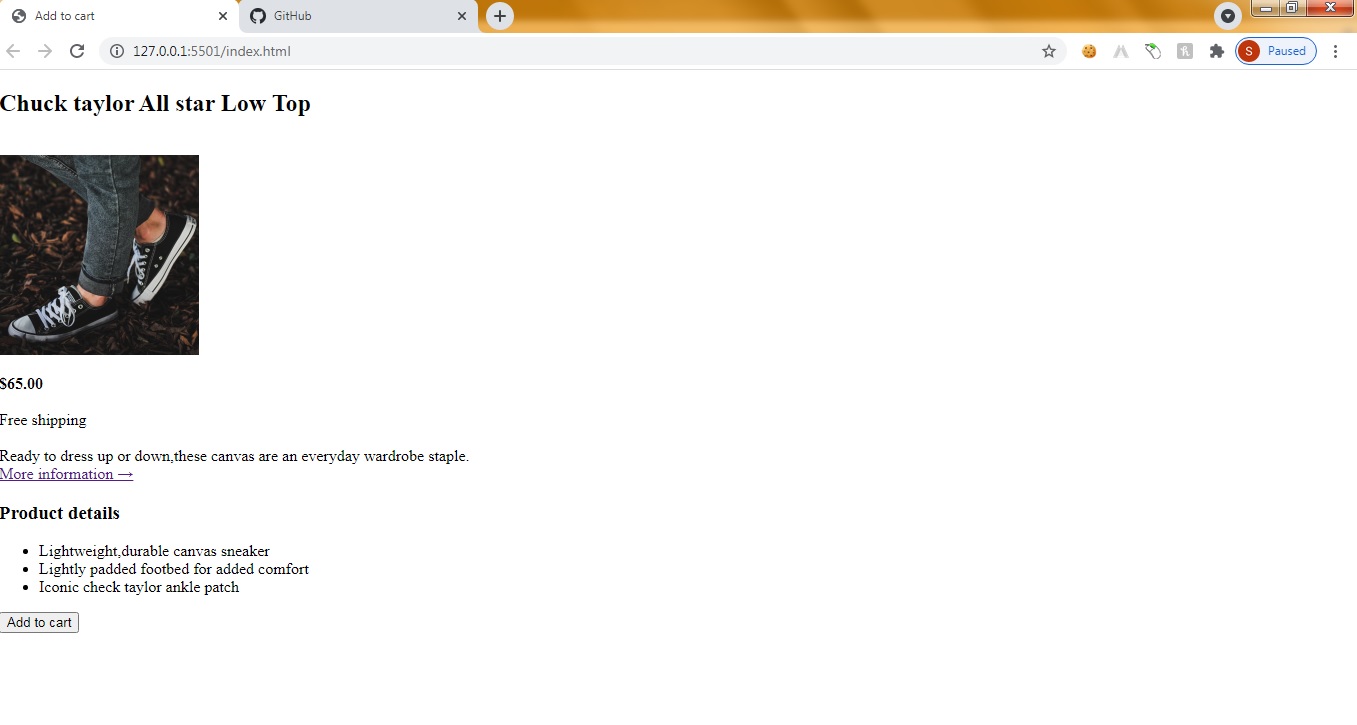 Add to cart
GitHub
127.0.0.1:5501/index.html
S Paused
Chuck taylor All star Low Top
$65.00
Free shipping
Ready to dress up or down,these canvas are an everyday wardrobe staple.
More information →
Product details
• Lightweight,durable canvas sneaker
• Lightly padded footbed for added comfort
• Iconic check taylor ankle patch
Add to cart